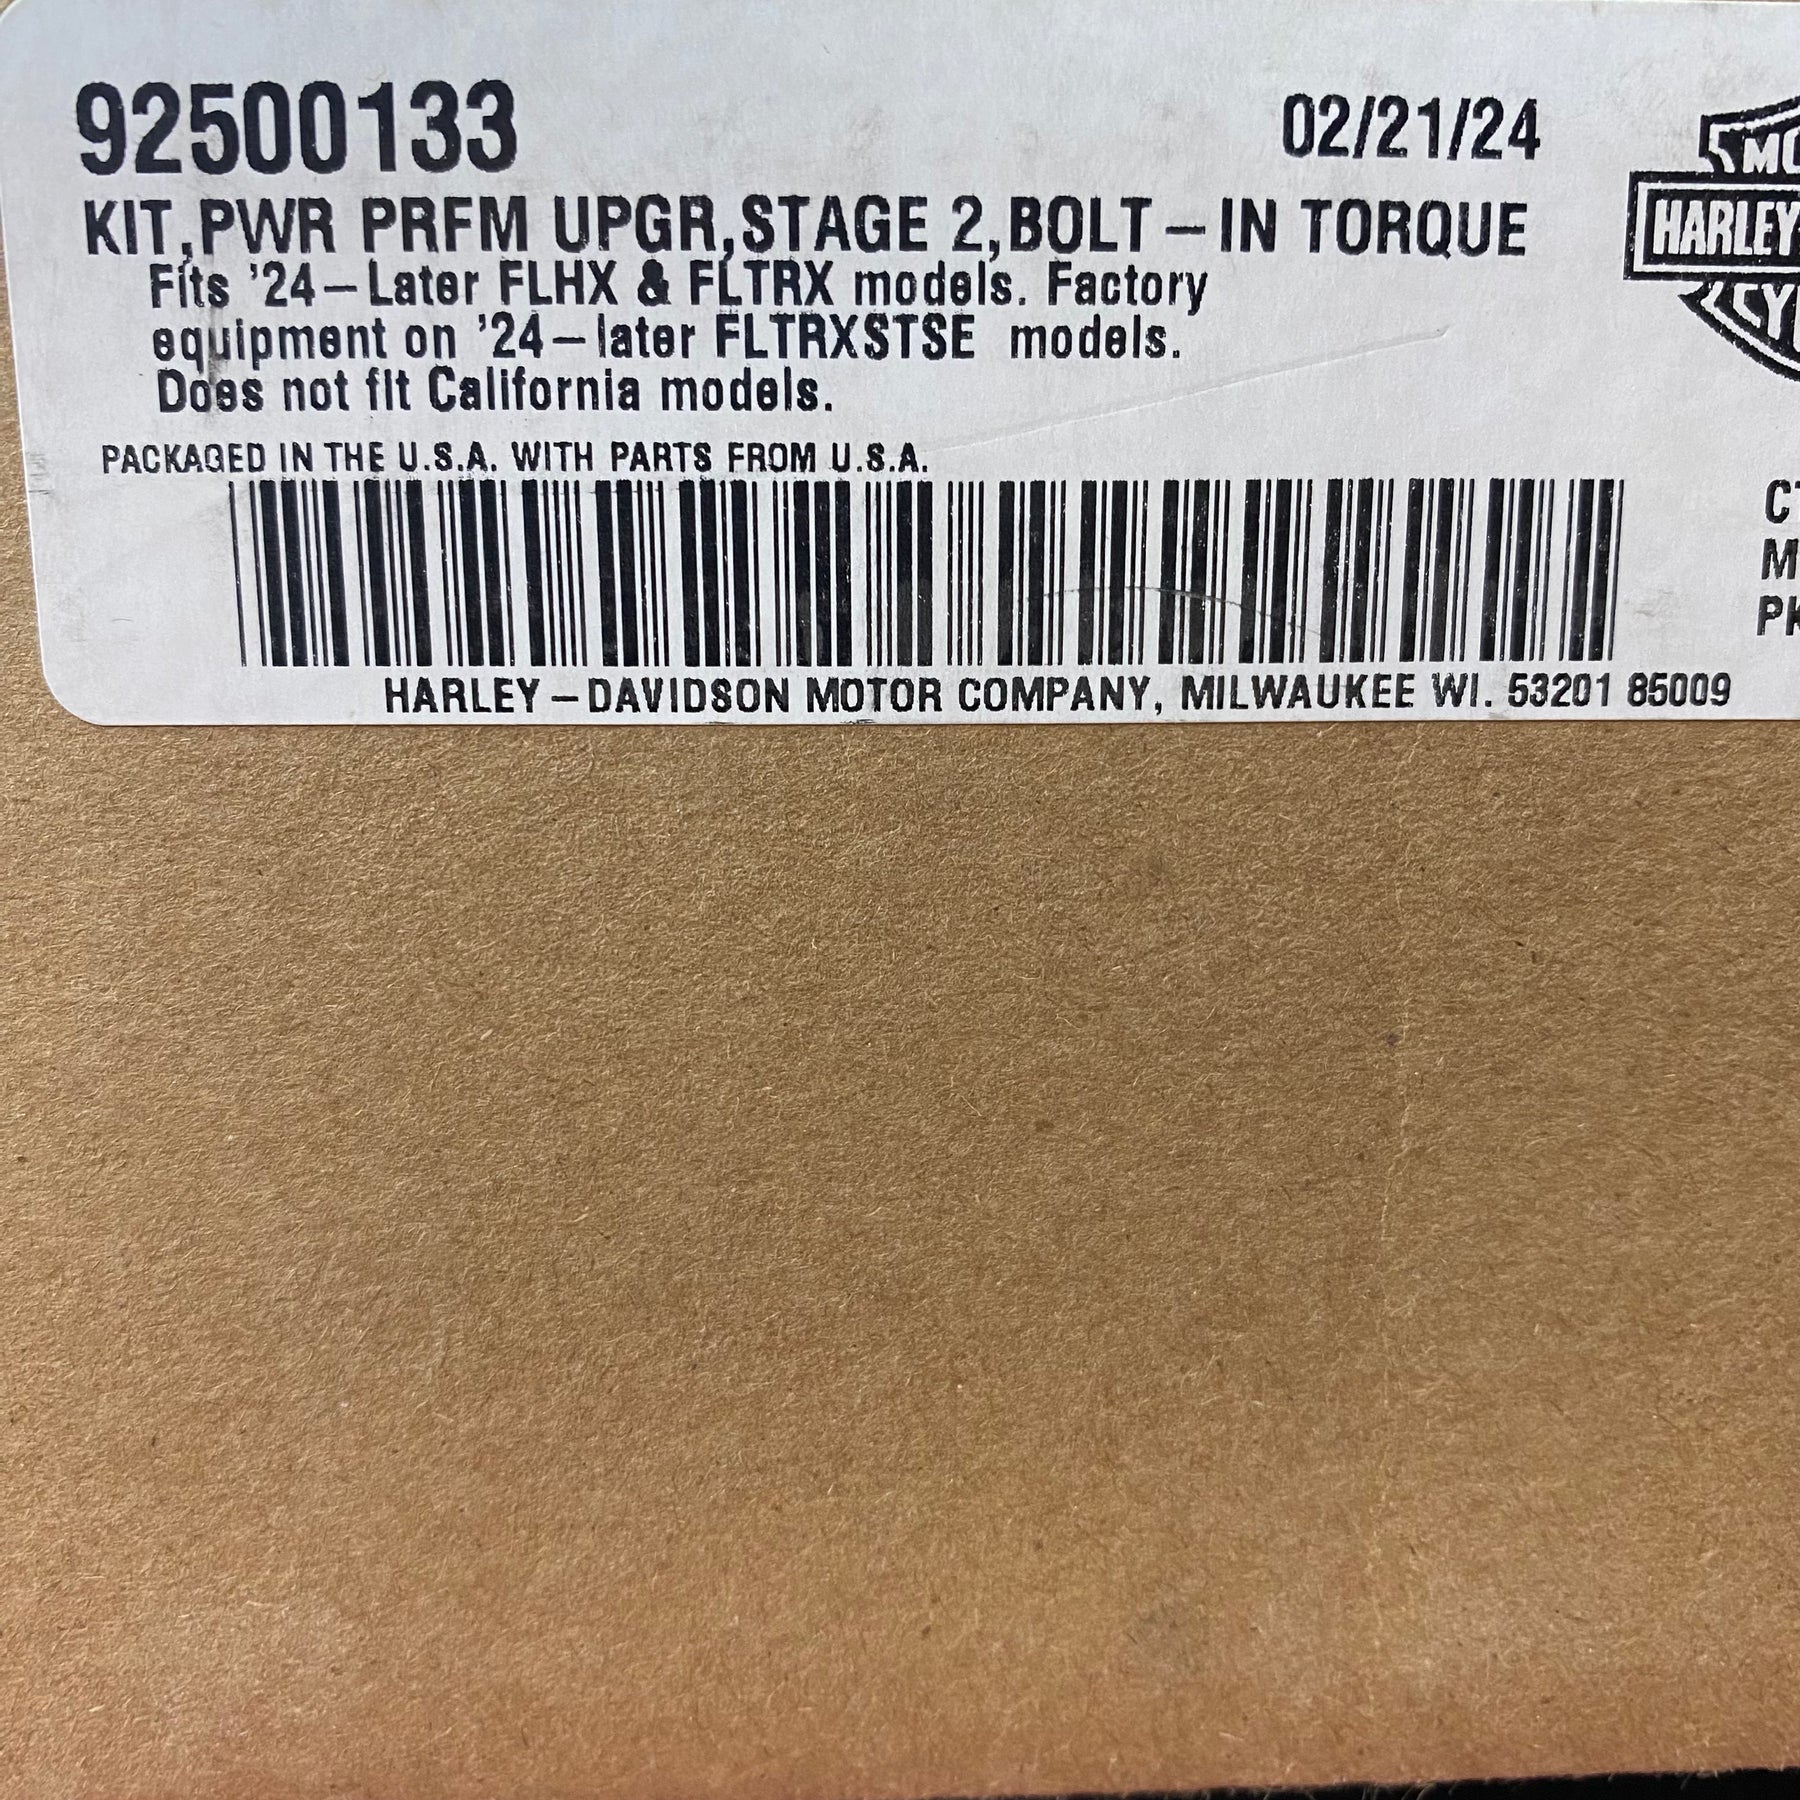 92500133
02/21/24
KIT,PWR PRFM UPGR,STAGE 2,BOLT-IN TORQUE
Fits '24-Later FLHX & FLTRX models. Factory
equipment on '24-later FLTRXSTSE models.
Does not fit California models.
PACKAGED IN THE U.S.A. WITH PARTS FROM U.S.A.
HARLEY-DAVIDSON MOTOR COMPANY, MILWAUKEE WI. 53201 85009
HARLEY